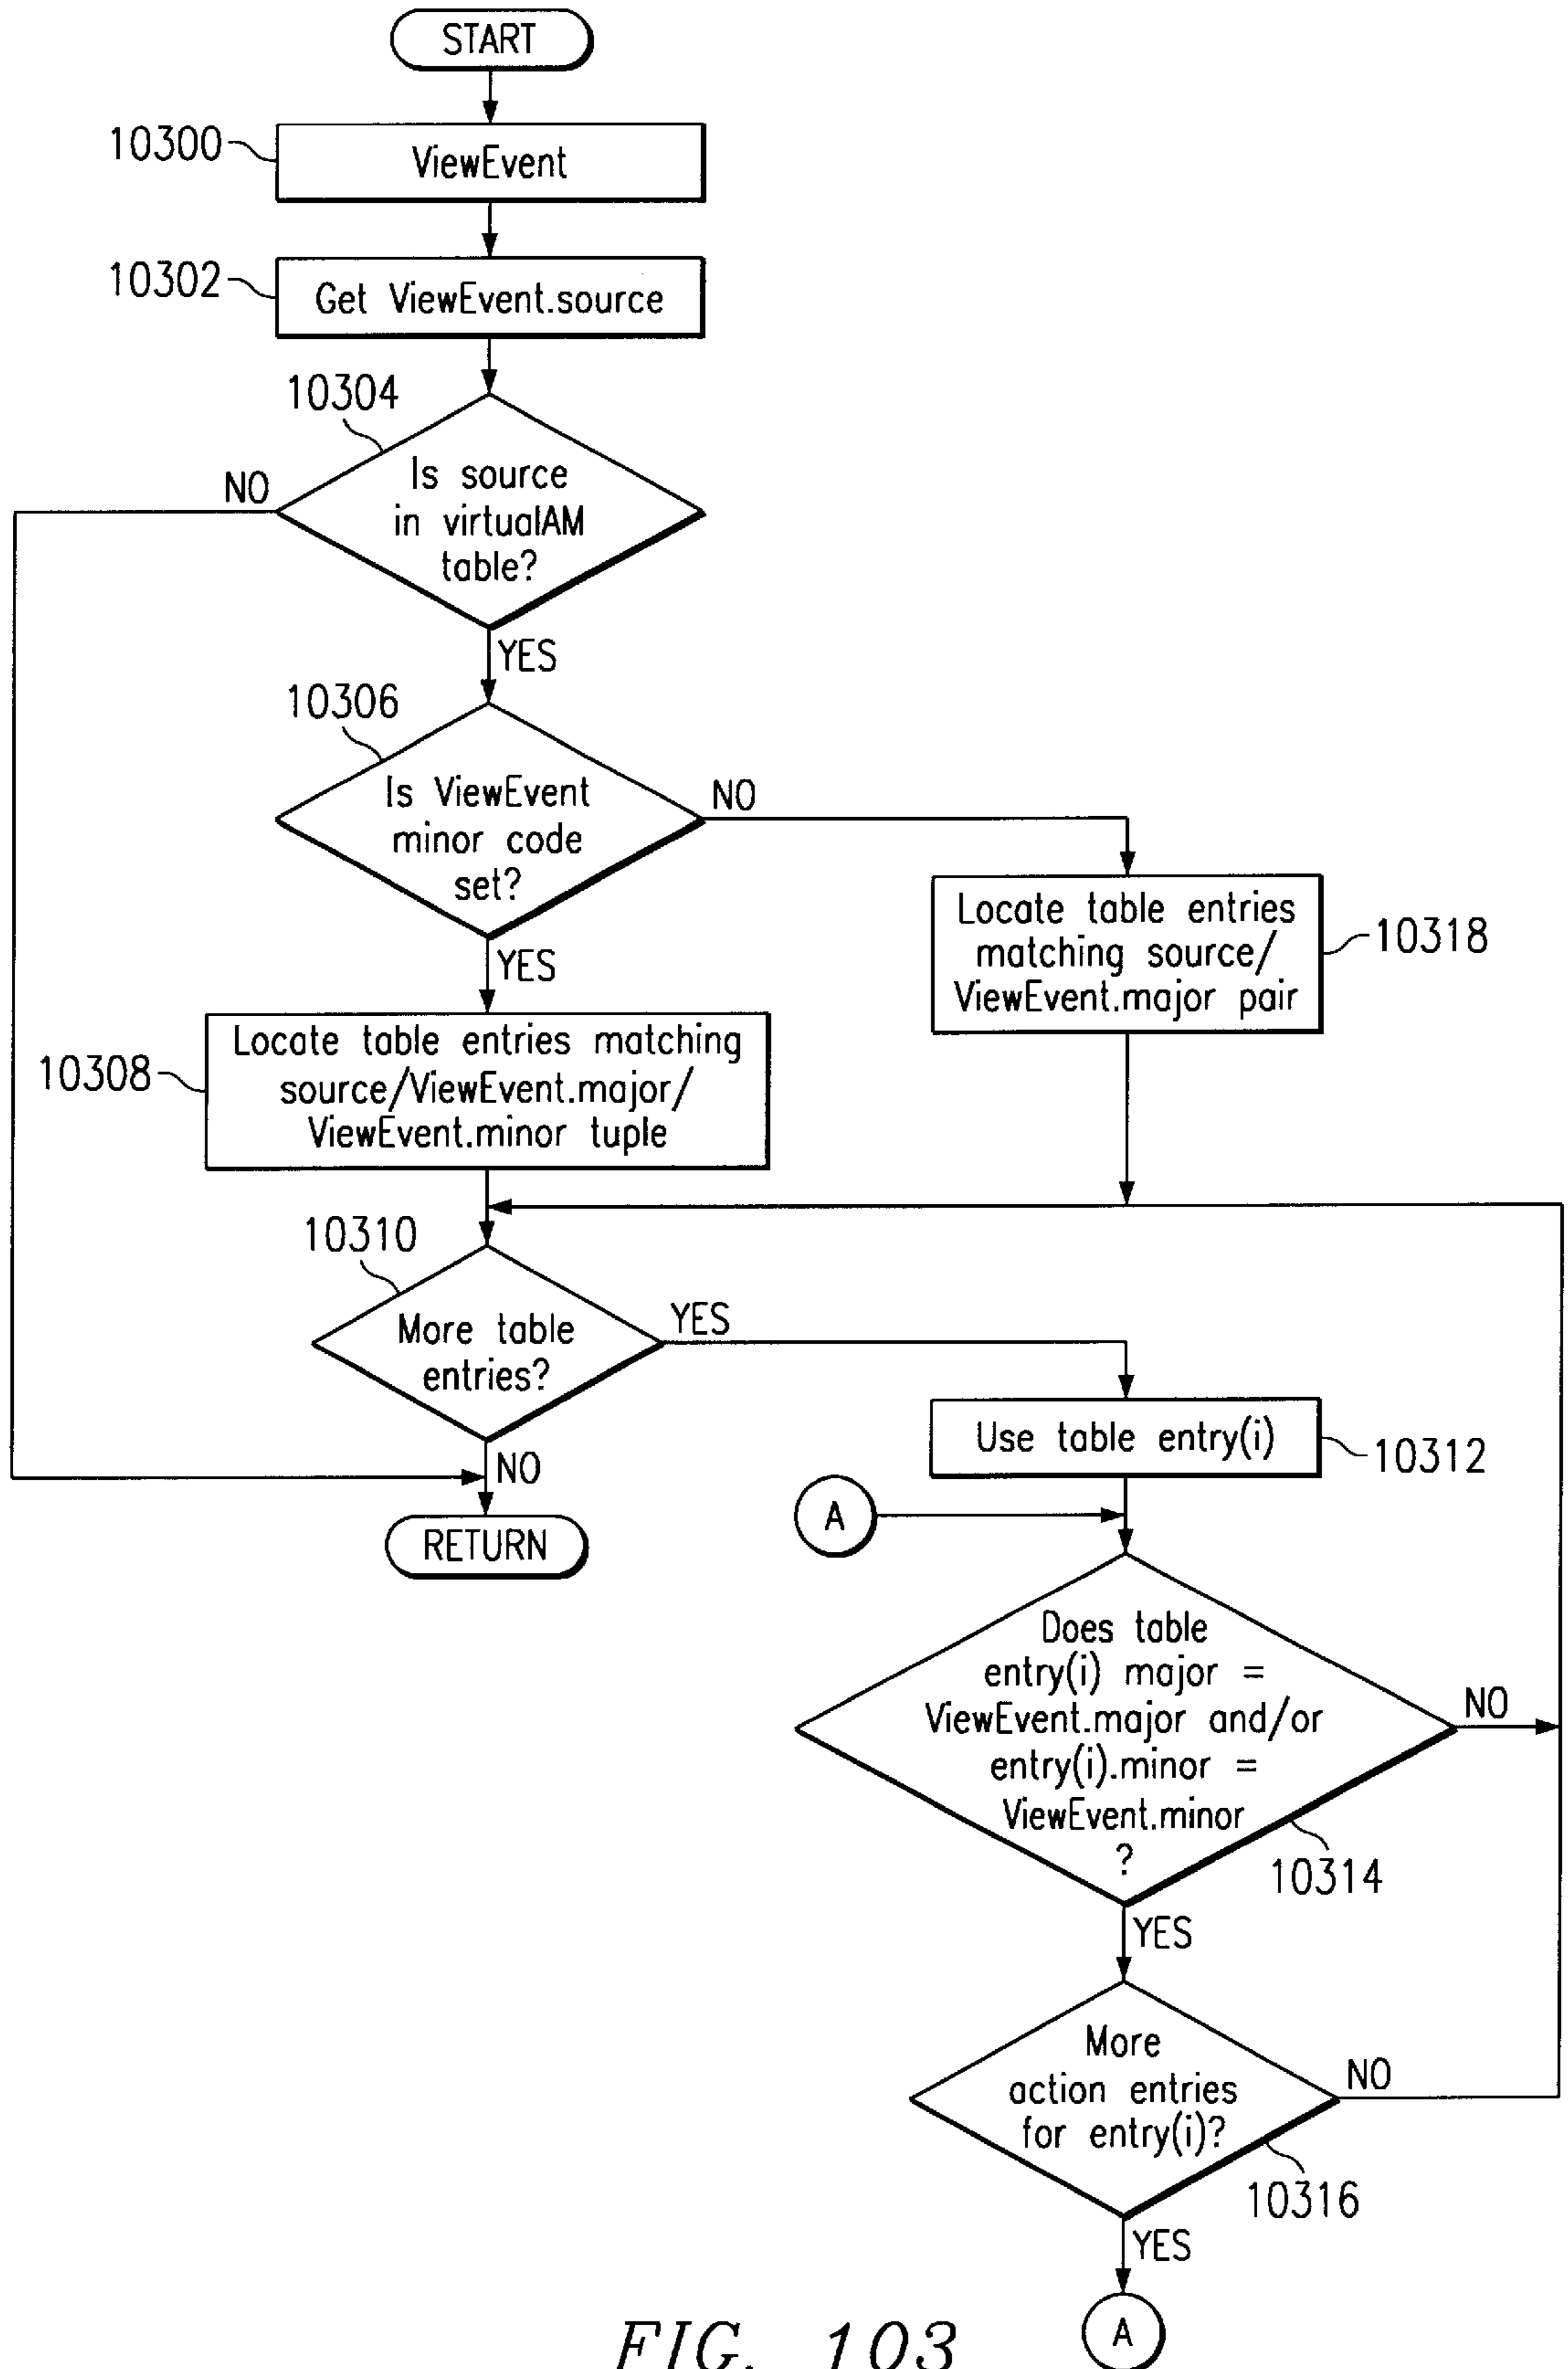 START
10300
ViewEvent
10302
Get ViewEvent.source
10304
Is source
in virtualAM
table?
NO
YES
10306
Is ViewEvent
minor code
set?
NO
YES
Locate table entries
matching source/
ViewEvent.major pair
10318
10308
Locate table entries matching
source/ViewEvent.major/
ViewEvent.minor tuple
10310
More table
entries?
YES
NO
RETURN
Use table entry(i)
10312
A
Does table
entry(i) major =
ViewEvent.major and/or
entry(i).minor =
ViewEvent.minor
?
NO
10314
YES
More
action entries
for entry(i)?
NO
10316
YES
A
FIG. 103